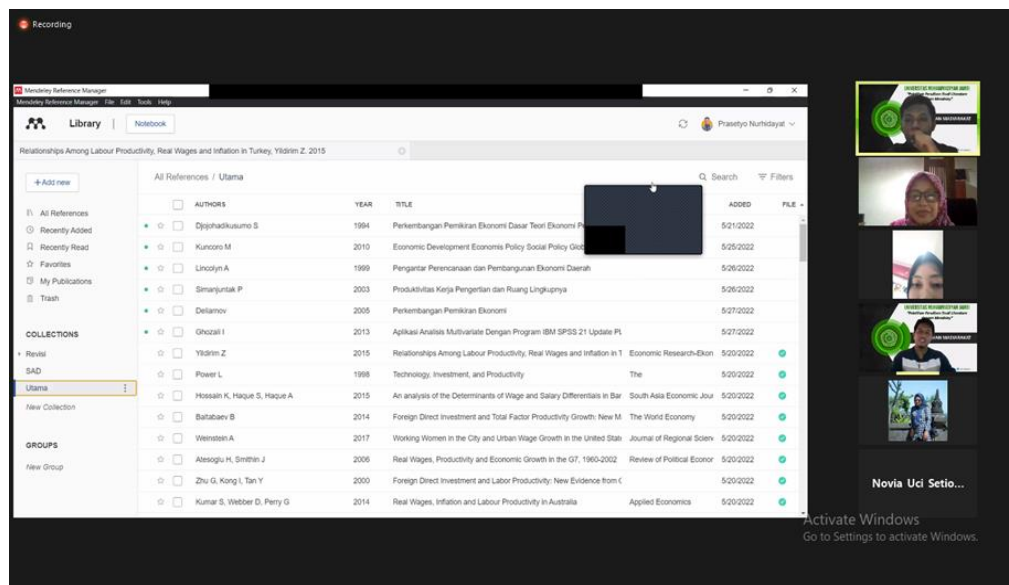 Recording
Mendeley Reference Manager
Mendeley Reference Manager File Edit Tools Help
Library
Notebook
Prasetyo Nurhidayat
Relationships Among Labour Productivity, Real Wages and Inflation in Turkey, Yildirim Z. 2015
+Add new
All References / Utama
Search
Filters
All References
Recently Added
Recently Read
Favorites
My Publications
Trash
COLLECTIONS
Revisi
SAD
Utama
New Collection
GROUPS
New Group
AUTHORS YEAR TITLE ADDED FILE
Djojohadikusumo S 1994 Perkembangan Pemikiran Ekonomi Dasar Teori Ekonomi 5/21/2022
Kuncoro M 2010 Economic Development Economis Policy Social Policy 5/25/2022
Lincolyn A 1999 Pengantar Perencanaan dan Pembangunan Ekonomi Daerah 5/26/2022
Simanjuntak P 2003 Produktivitas Kerja Pengertian dan Ruang Lingkupnya 5/26/2022
Deliarnov 2005 Perkembangan Pemikiran Ekonomi 5/27/2022
Ghozali I 2013 Aplikasi Analisis Multivariate Dengan Program IBM SPSS 21 Update PL 5/27/2022
Yildirim Z 2015 Relationships Among Labour Productivity, Real Wages and Inflation in T Economic Research-Ekon 5/20/2022
Power L 1998 Technology, Investment, and Productivity The 5/20/2022
Hossain K, Haque S, Haque A 2015 An analysis of the Determinants of Wage and Salary Differentials in Bar South Asia Economic Jour 5/20/2022
Baltabaev B 2014 Foreign Direct Investment and Total Factor Productivity Growth: New M The World Economy 5/20/2022
Weinstein A 2017 Working Women in the City and Urban Wage Growth in the United State Journal of Regional Scien 5/20/2022
Atesoglu H, Smithin J 2006 Real Wages, Productivity and Economic Growth in the G7, 1960-2002 Review of Political Econor 5/20/2022
Zhu G, Kong I, Tan Y 2000 Foreign Direct Investment and Labor Productivity: New Evidence from C 5/20/2022
Kumar S, Webber D, Perry G 2014 Real Wages, Inflation and Labour Productivity in Australia Applied Economics 5/20/2022
Novia Uci Setio...
Activate Windows
Go to Settings to activate Windows.